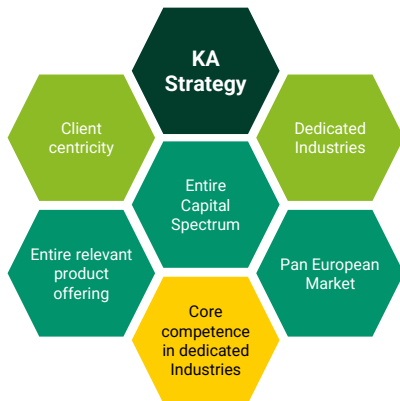 KA
Strategy
Client
centricity
Dedicated
Industries
Entire
Capital
Spectrum
Entire relevant
product
offering
Pan European
Market
Core
competence
in dedicated
Industries